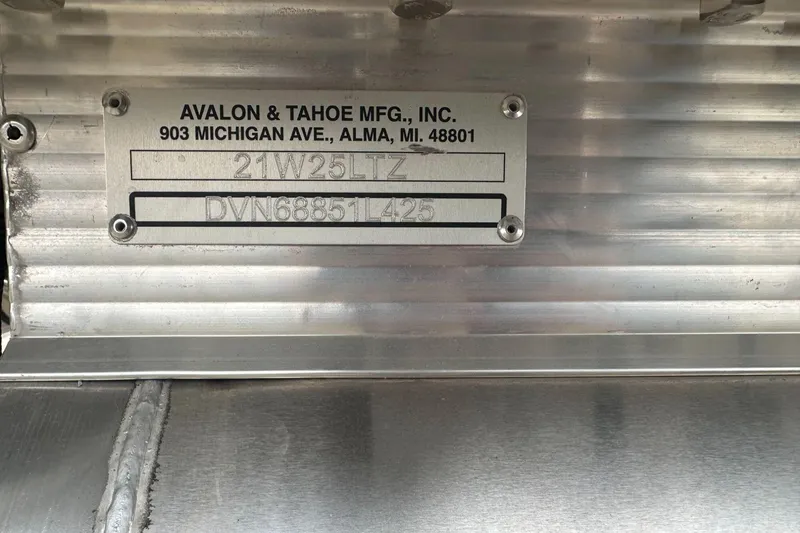 AVALON & TAHOE MFG., INC.
903 MICHIGAN AVE., ALMA, MI. 48801
21W25LTZ
DVN68851L425